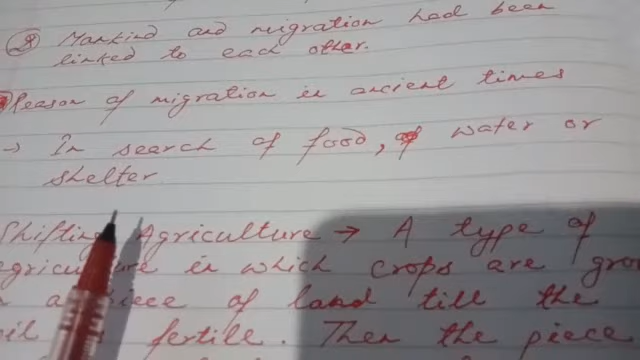 (8) Mankind and migration had been
linked to each other.
Reason of migration in ancient times
→ In search of food, of water or
shelter
Shifting Agriculture → A type of
agriculture in which crops are
a piece of land till the
fertile. Then the piece